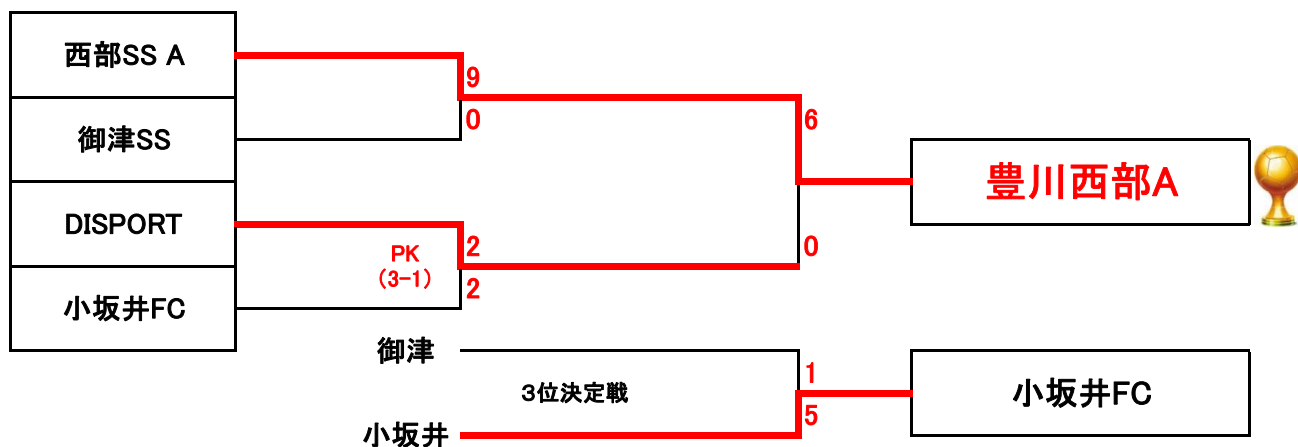 西部SS A
9
御津SS
0
6
豊川西部A
DISPORT
2
PK
(3-1)
2
0
小坂井FC
御津
3位決定戦
1
5
小坂井FC
小坂井